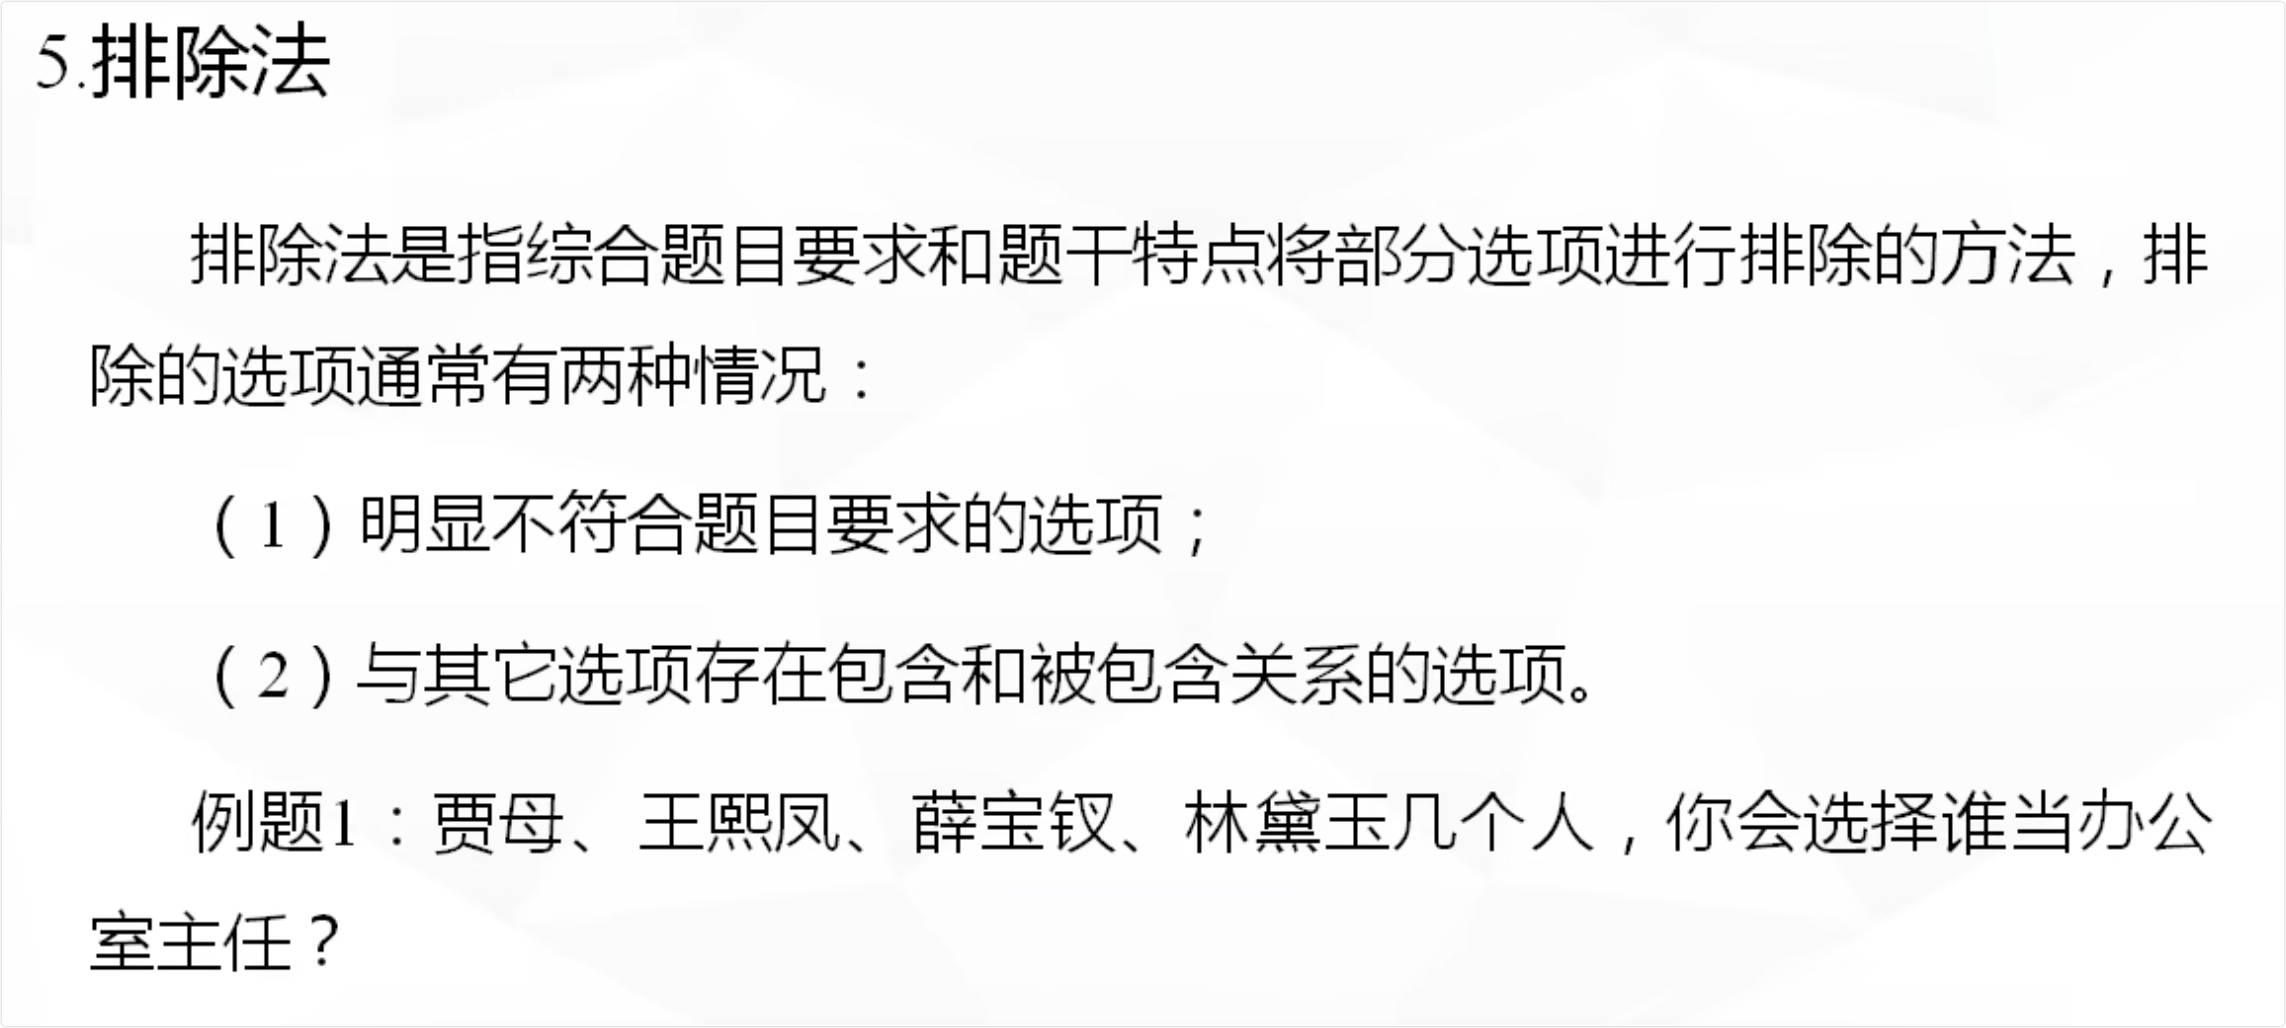 5.排除法
排除法是指综合题目要求和题干特点将部分选项进行排除的方法，排
除的选项通常有两种情况：
（1）明显不符合题目要求的选项；
（2）与其它选项存在包含和被包含关系的选项。
例题1：贾母、王熙凤、薛宝钗、林黛玉几个人，你会选择谁当办公
室主任？